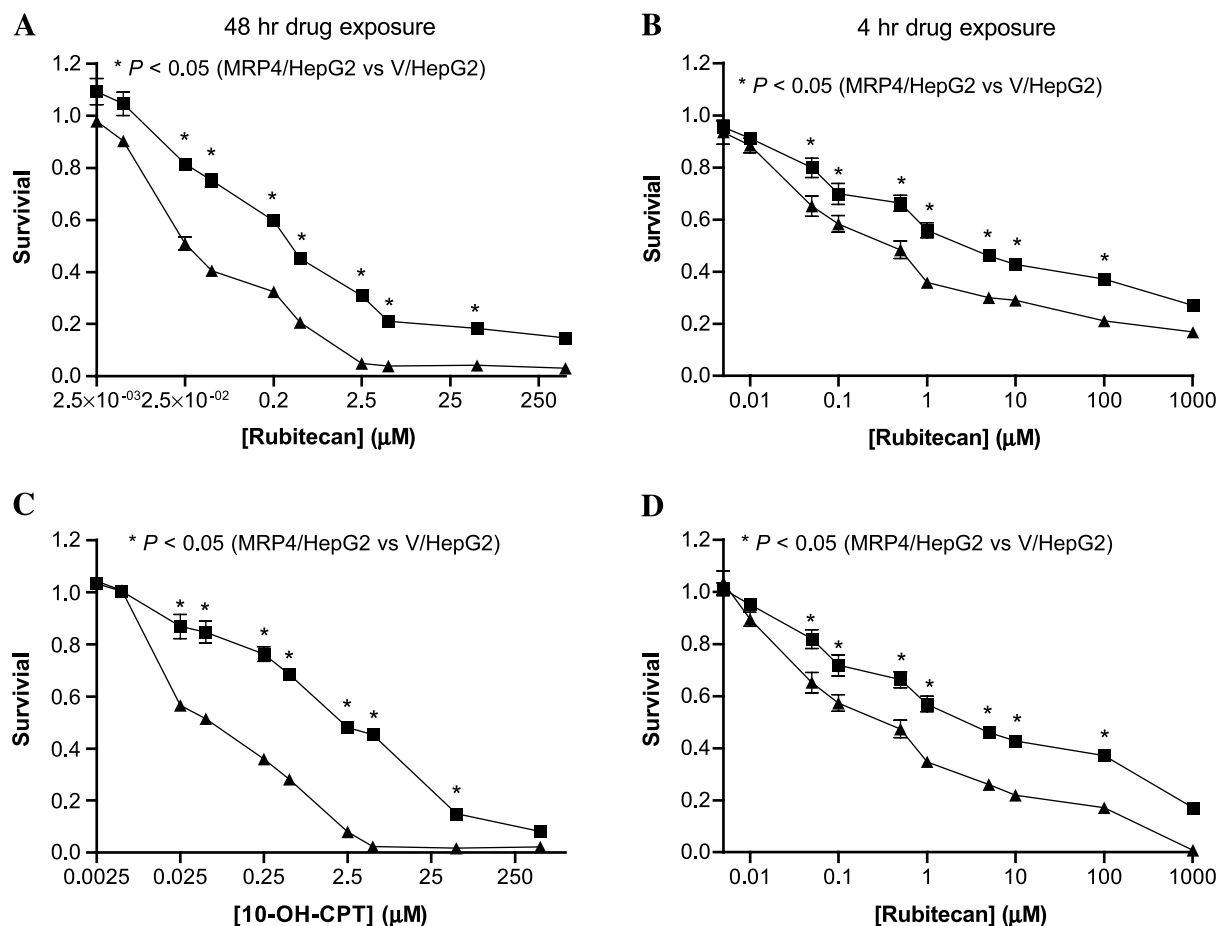 A
48 hr drug exposure
* P < 0.05 (MRP4/HepG2 vs V/HepG2)
1.2
1.0
0.8
0.6
0.4
0.2
0.0
Survivial
* * * * * * *
2.5×10⁻⁰³ 2.5×10⁻⁰² 0.2 2.5 25 250
[Rubitecan] (μM)
B
4 hr drug exposure
* P < 0.05 (MRP4/HepG2 vs V/HepG2)
1.2
1.0
0.8
0.6
0.4
0.2
0.0
Survivial
* * * * * * *
0.01 0.1 1 10 100 1000
[Rubitecan] (μM)
C
* P < 0.05 (MRP4/HepG2 vs V/HepG2)
1.2
1.0
0.8
0.6
0.4
0.2
0.0
Survivial
* * * * * * *
0.0025 0.025 0.25 2.5 25 250
[10-OH-CPT] (μM)
D
* P < 0.05 (MRP4/HepG2 vs V/HepG2)
1.2
1.0
0.8
0.6
0.4
0.2
0.0
Survivial
* * * * * * *
0.01 0.1 1 10 100 1000
[Rubitecan] (μM)